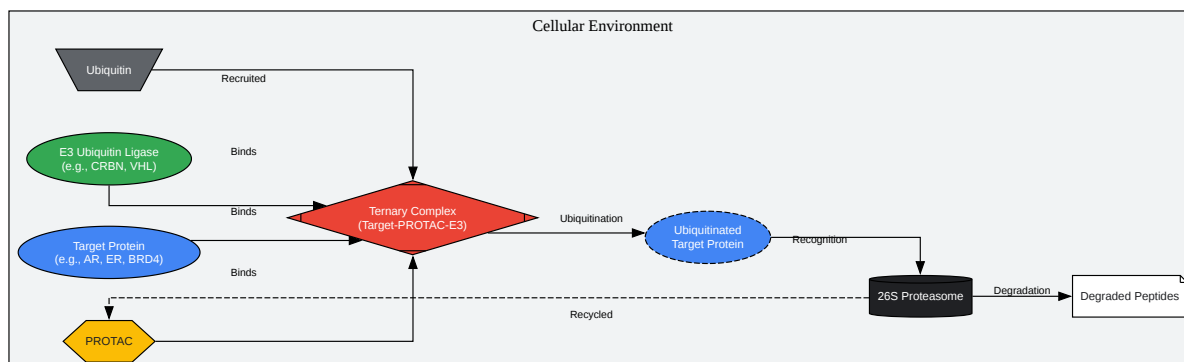 Cellular Environment
Ubiquitin
Recruited
E3 Ubiquitin Ligase
(e.g., CRBN, VHL)
Binds
Binds
Ternary Complex
(Target-PROTAC-E3)
Ubiquitination
Ubiquitinated
Target Protein
Recognition
Target Protein
(e.g., AR, ER, BRD4)
Binds
26S Proteasome
Degradation
Degraded Peptides
Recycled
PROTAC